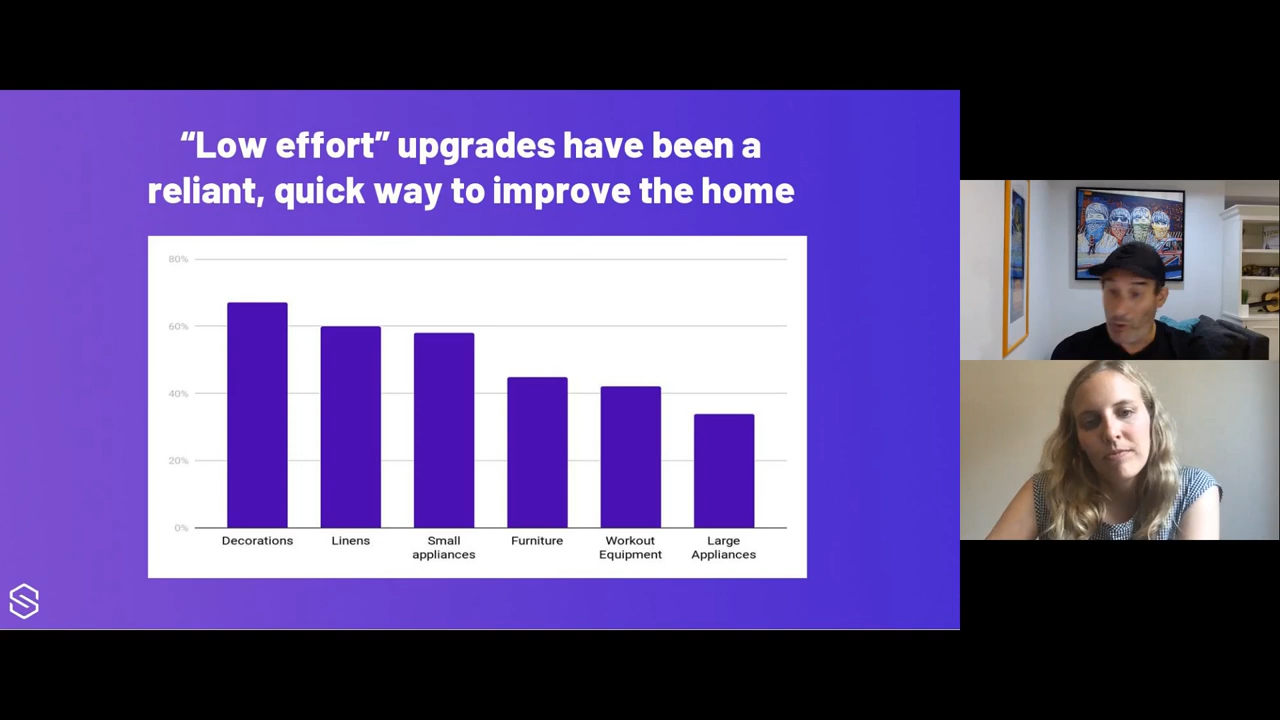 “Low effort” upgrades have been a
reliant, quick way to improve the home
80%
60%
40%
20%
0%
Decorations
Linens
Small
appliances
Furniture
Workout
Equipment
Large
Appliances